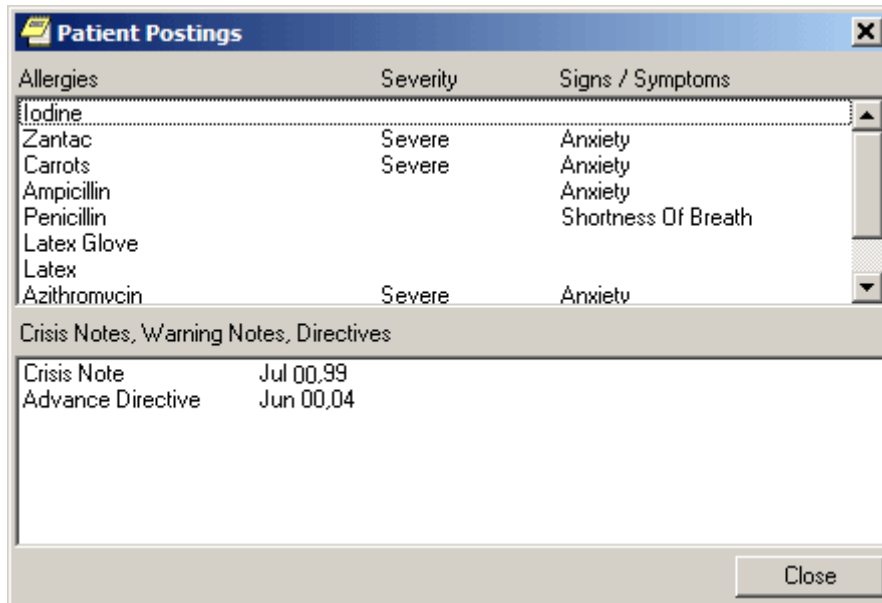 Patient Postings
Allergies Severity Signs / Symptoms
Iodine
Zantac Severe Anxiety
Carrots Severe Anxiety
Ampicillin Anxiety
Penicillin Shortness Of Breath
Latex Glove
Latex
Azithromycin Severe Anxiety
Crisis Notes, Warning Notes, Directives
Crisis Note Jul 00,99
Advance Directive Jun 00,04
Close